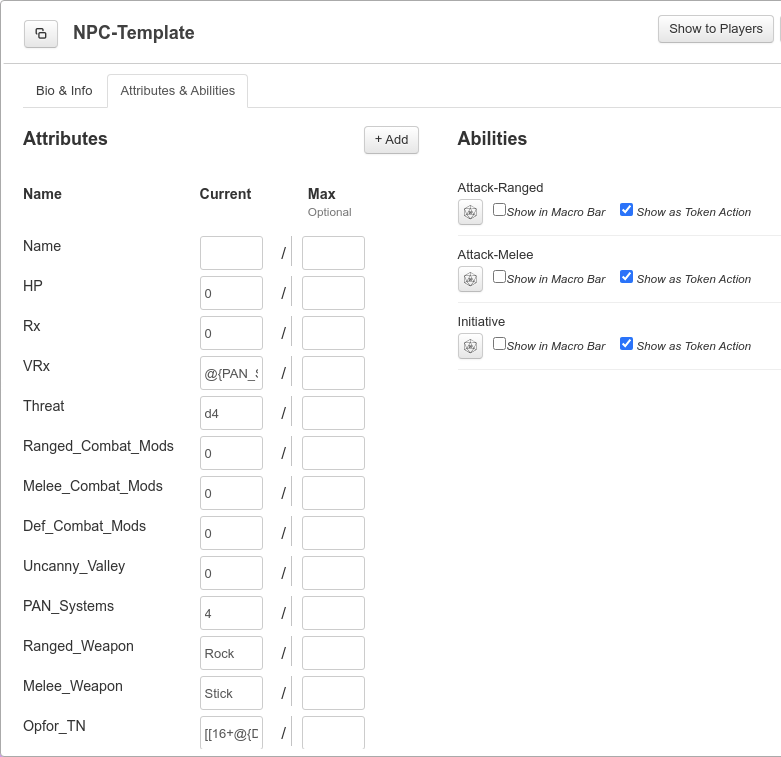 NPC-Template
Show to Players
Bio & Info
Attributes & Abilities
Attributes
+ Add
Name Current Max
Optional
Name /
HP 0 /
Rx 0 /
VRx @{PAN_S /
Threat d4 /
Ranged_Combat_Mods 0 /
Melee_Combat_Mods 0 /
Def_Combat_Mods 0 /
Uncanny_Valley 0 /
PAN_Systems 4 /
Ranged_Weapon Rock /
Melee_Weapon Stick /
Opfor_TN [[16+@{D /
Abilities
Attack-Ranged
Show in Macro Bar Show as Token Action
Attack-Melee
Show in Macro Bar Show as Token Action
Initiative
Show in Macro Bar Show as Token Action